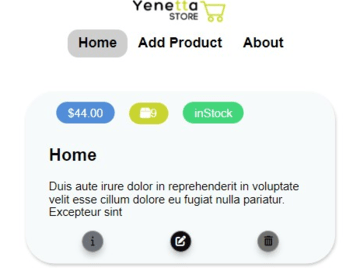 Yenetta
STORE
Home Add Product About
$44.00 9 inStock
Home
Duis aute irure dolor in reprehenderit in voluptate
velit esse cillum dolore eu fugiat nulla pariatur.
Excepteur sint